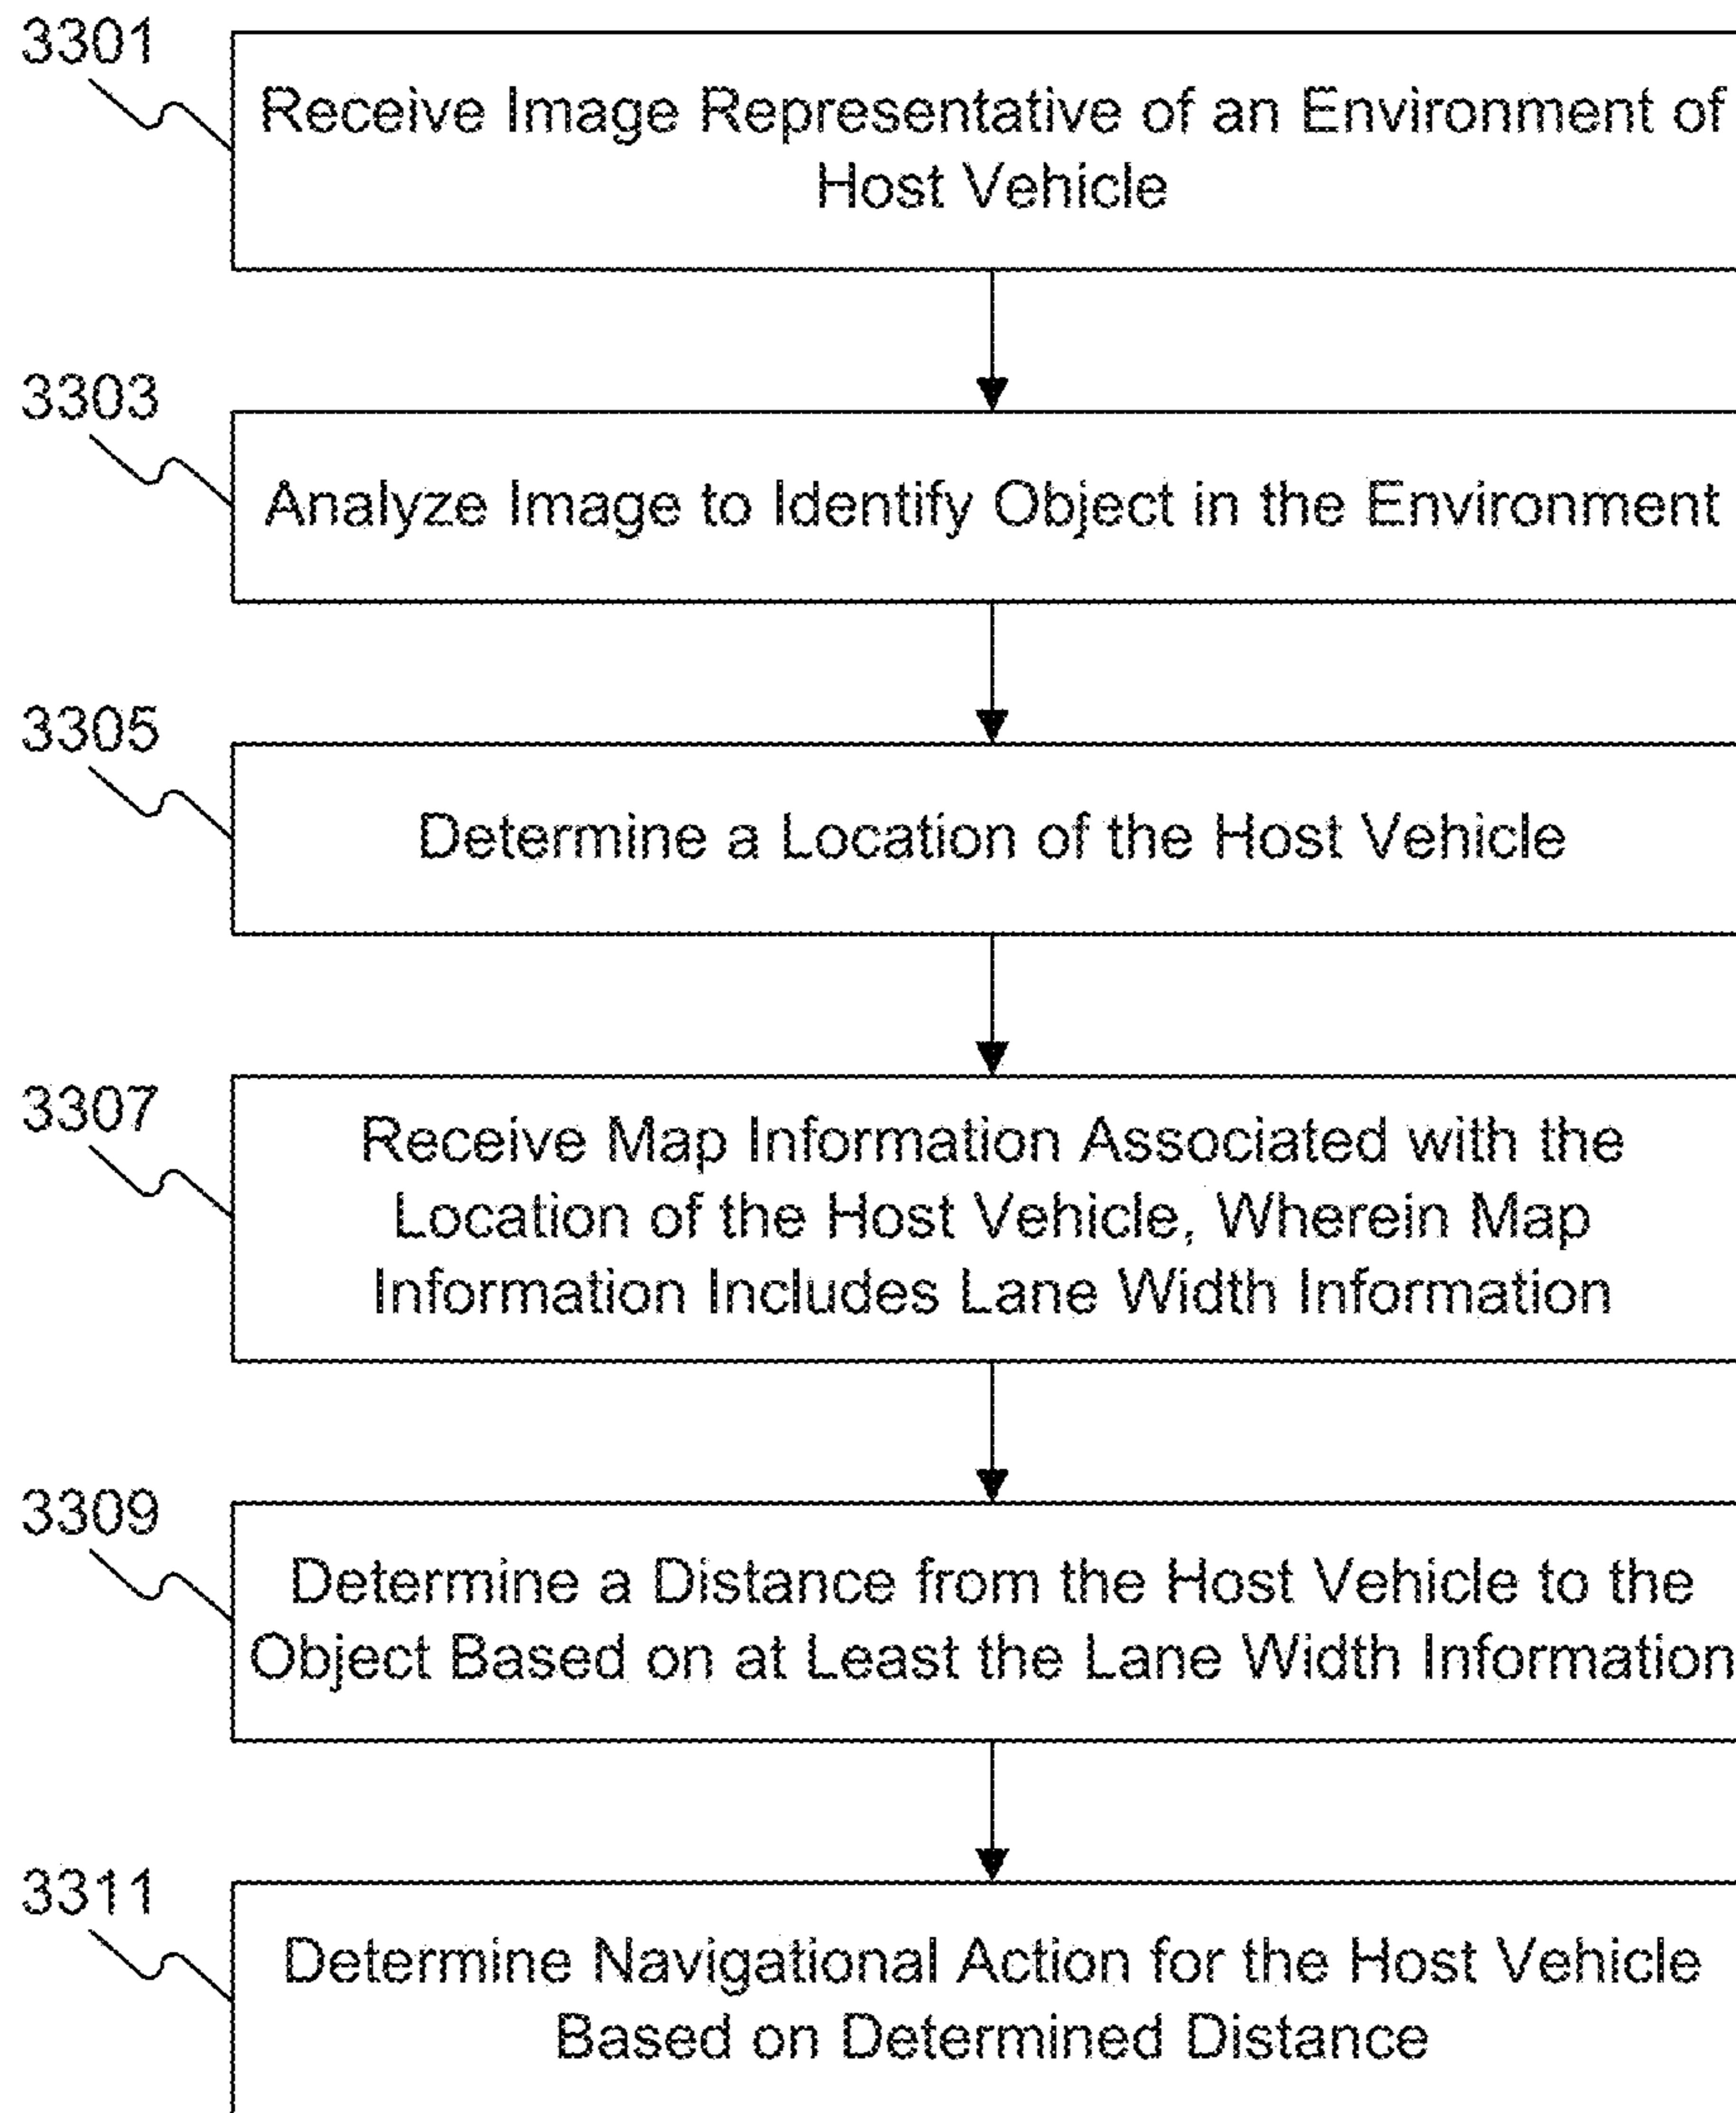 3301
Receive Image Representative of an Environment of
Host Vehicle
3303
Analyze Image to Identify Object in the Environment
3305
Determine a Location of the Host Vehicle
3307
Receive Map Information Associated with the
Location of the Host Vehicle, Wherein Map
Information Includes Lane Width Information
3309
Determine a Distance from the Host Vehicle to the
Object Based on at Least the Lane Width Information
3311
Determine Navigational Action for the Host Vehicle
Based on Determined Distance